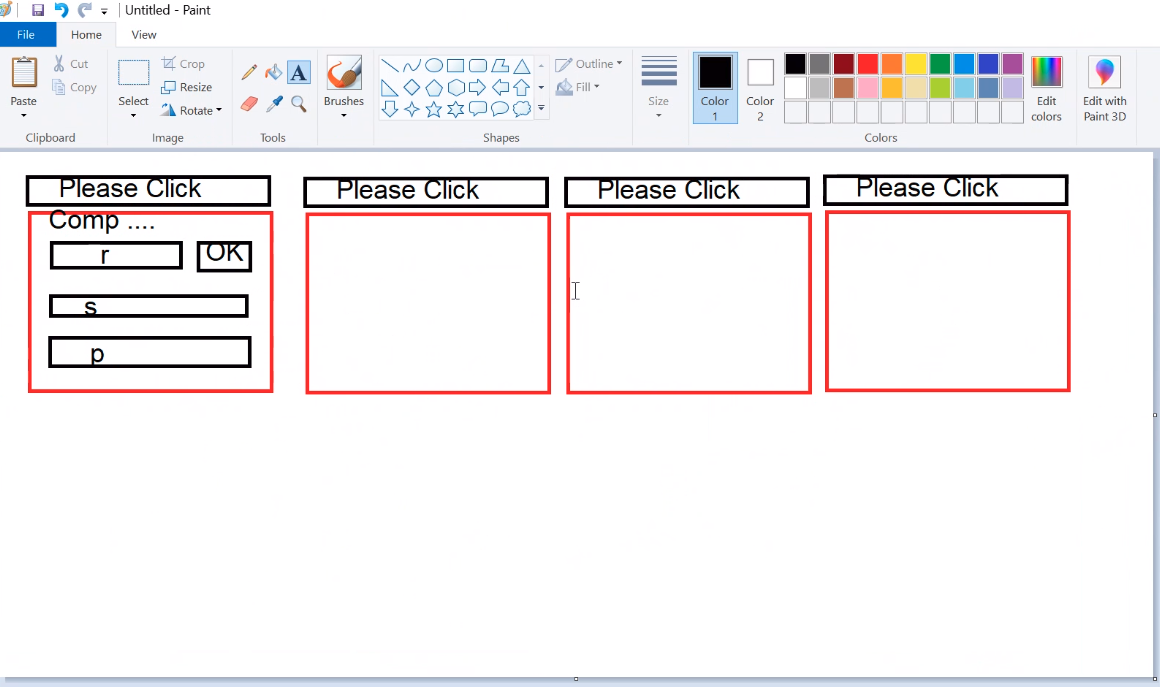 Untitled - Paint
File Home View
Paste
Cut
Copy
Clipboard
Select
Crop
Resize
Rotate
Image
A
Tools
Brushes
Shapes
Outline
Fill
Size
Color 1
Color 2
Colors
Edit colors
Edit with Paint 3D
Please Click Please Click Please Click Please Click
Comp ....
r OK
s
p